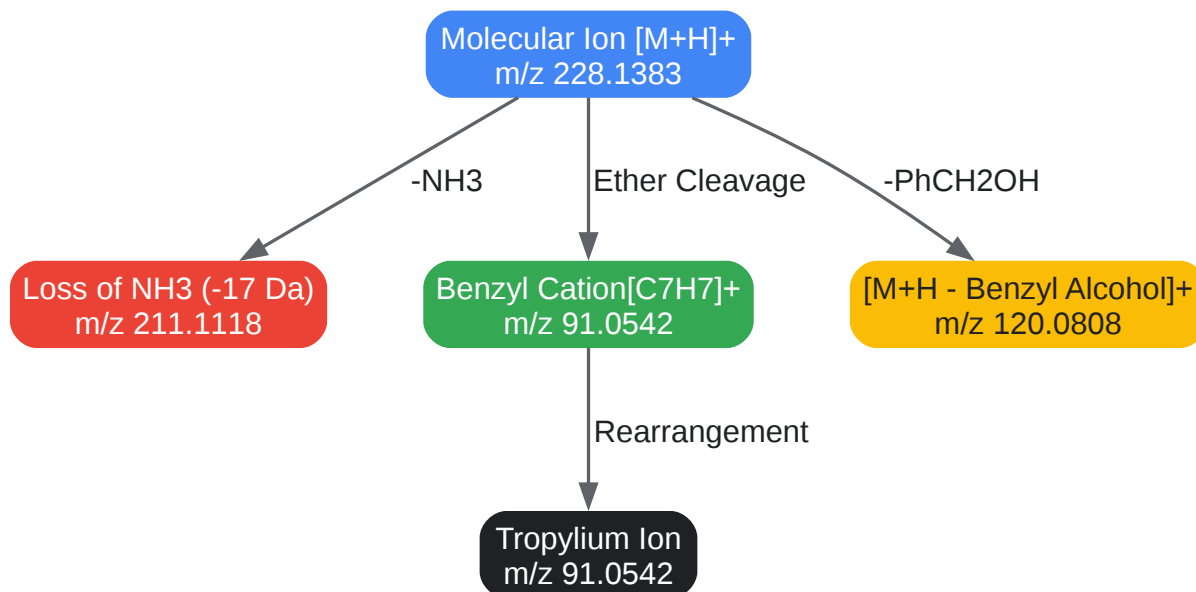 Molecular Ion [M+H]+
m/z 228.1383
-NH3
Ether Cleavage
-PhCH2OH
Loss of NH3 (-17 Da)
m/z 211.1118
Benzyl Cation[C7H7]+
m/z 91.0542
[M+H - Benzyl Alcohol]+
m/z 120.0808
Rearrangement
Tropylium Ion
m/z 91.0542